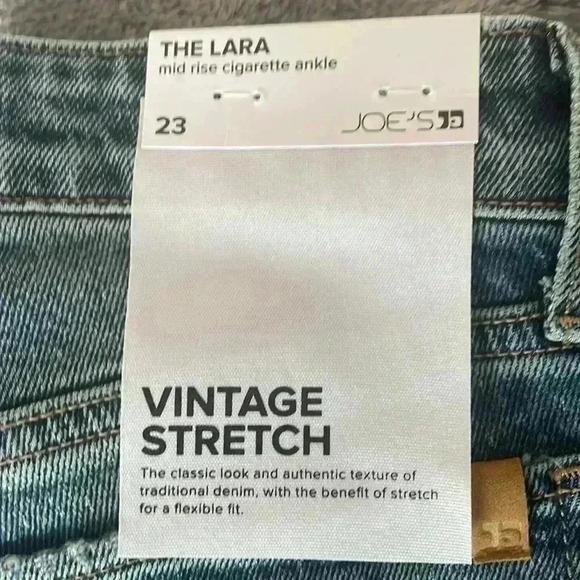 THE LARA
mid rise cigarette ankle
23
JOE'S
VINTAGE
STRETCH
The classic look and authentic texture of
traditional denim, with the benefit of stretch
for a flexible fit.